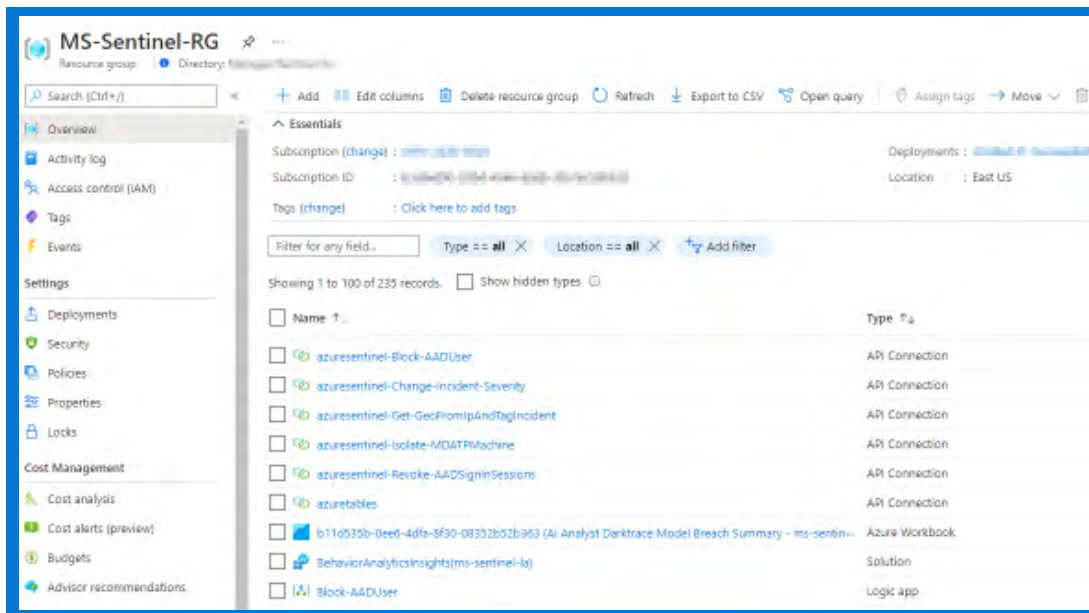 MS-Sentinel-RG
Resource group Directory:
Search (Ctrl+/)
Add Edit columns Delete resource group Refresh Export to CSV Open query Assign tags Move
Overview
Activity log
Access control (IAM)
Tags
Events
Settings
Deployments
Security
Policies
Properties
Locks
Cost Management
Cost analysis
Cost alerts (preview)
Budgets
Advisor recommendations
Essentials
Subscription (change) :
Deployments :
Subscription ID :
Location : East US
Tags (change) : Click here to add tags
Filter for any field... Type == all Location == all Add filter
Showing 1 to 100 of 235 records. Show hidden types
Name Type
azuresentinel-Block-AADUser API Connection
azuresentinel-Change-Incident-Severity API Connection
azuresentinel-Get-GeoFromIpAndTagIncident API Connection
azuresentinel-Isolate-MDATPMachine API Connection
azuresentinel-Revoke-AADSignInSessions API Connection
azuretables API Connection
b11d535b-0ee6-4dfa-8f30-08352b52b363 (AI Analyst Darktrace Model Breach Summary - ms-sentin... Azure Workbook
BehaviorAnalyticsInsights(ms-sentinel-la) Solution
Block-AADUser Logic app